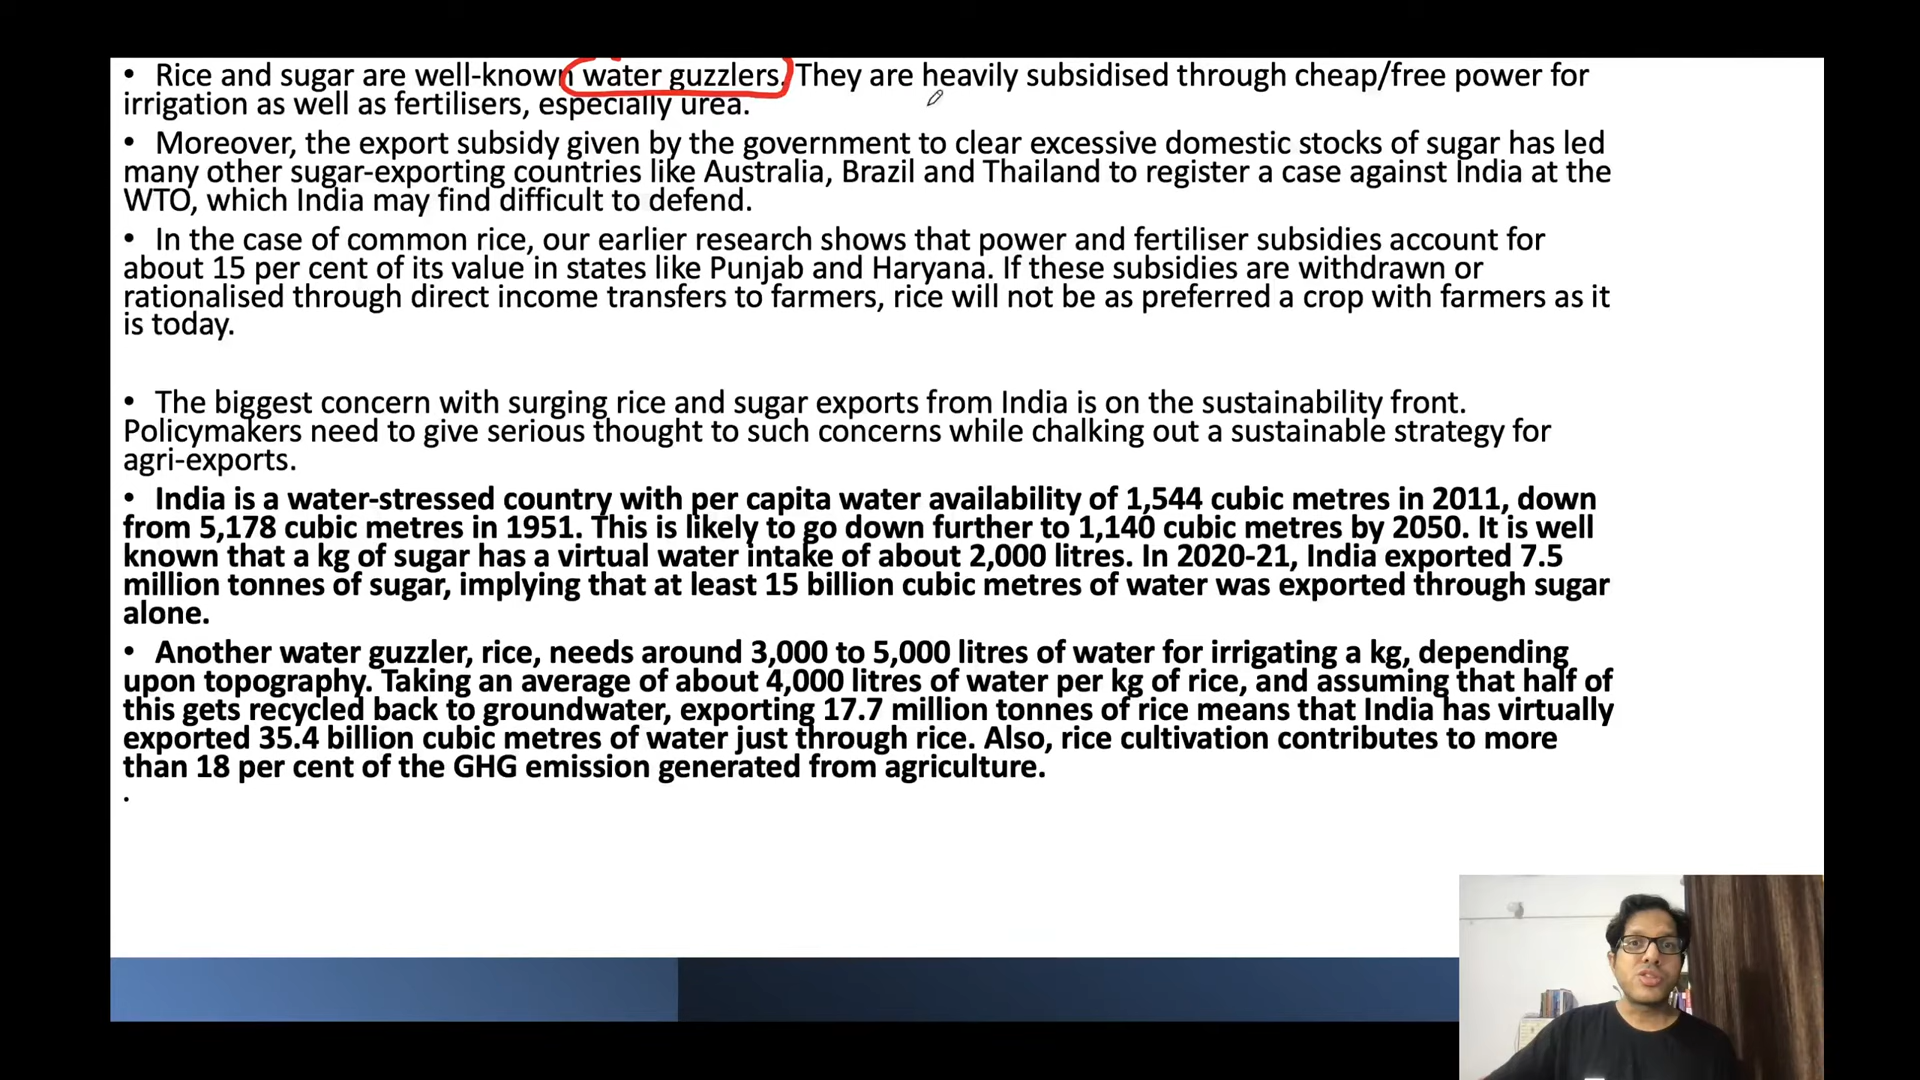 • Rice and sugar are well-known water guzzlers. They are heavily subsidised through cheap/free power for
irrigation as well as fertilisers, especially urea.
• Moreover, the export subsidy given by the government to clear excessive domestic stocks of sugar has led
many other sugar-exporting countries like Australia, Brazil and Thailand to register a case against India at the
WTO, which India may find difficult to defend.
• In the case of common rice, our earlier research shows that power and fertiliser subsidies account for
about 15 per cent of its value in states like Punjab and Haryana. If these subsidies are withdrawn or
rationalised through direct income transfers to farmers, rice will not be as preferred a crop with farmers as it
is today.
• The biggest concern with surging rice and sugar exports from India is on the sustainability front.
Policymakers need to give serious thought to such concerns while chalking out a sustainable strategy for
agri-exports.
• India is a water-stressed country with per capita water availability of 1,544 cubic metres in 2011, down
from 5,178 cubic metres in 1951. This is likely to go down further to 1,140 cubic metres by 2050. It is well
known that a kg of sugar has a virtual water intake of about 2,000 litres. In 2020-21, India exported 7.5
million tonnes of sugar, implying that at least 15 billion cubic metres of water was exported through sugar
alone.
• Another water guzzler, rice, needs around 3,000 to 5,000 litres of water for irrigating a kg, depending
upon topography. Taking an average of about 4,000 litres of water per kg of rice, and assuming that half of
this gets recycled back to groundwater, exporting 17.7 million tonnes of rice means that India has virtually
exported 35.4 billion cubic metres of water just through rice. Also, rice cultivation contributes to more
than 18 per cent of the GHG emission generated from agriculture.
.